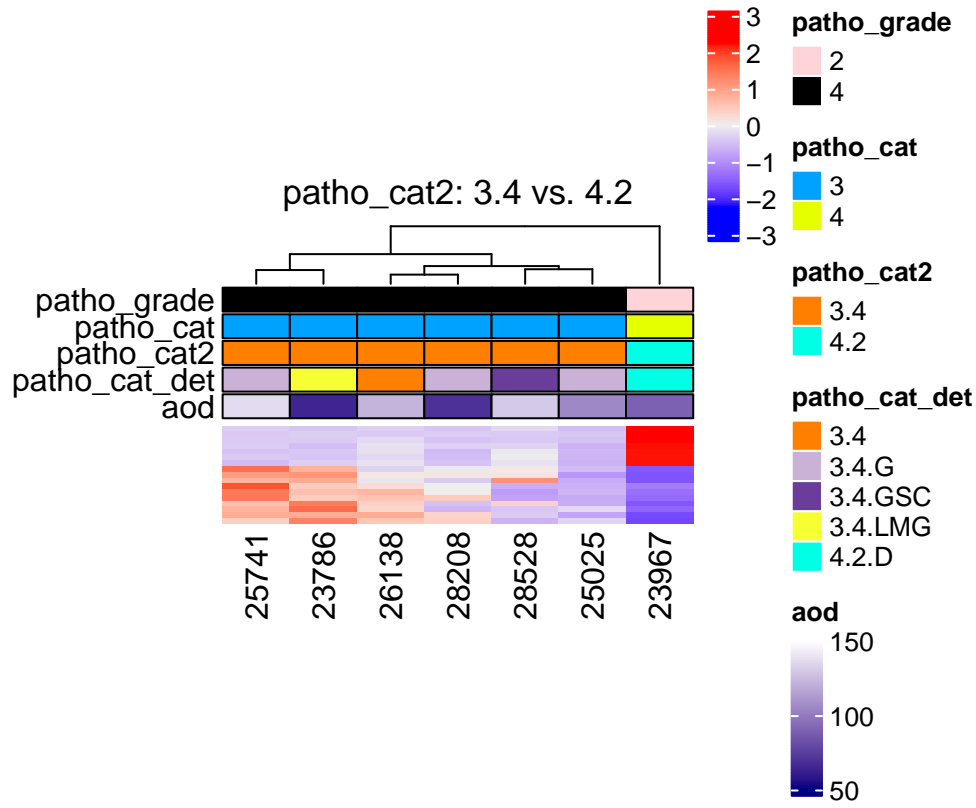 patho_cat2: 3.4 vs. 4.2
patho_grade
patho_cat
patho_cat2
patho_cat_det
aod
25741
23786
26138
28208
28528
25025
23967
3
2
1
0
−1
−2
−3
patho_grade
2
4
patho_cat
3
4
patho_cat2
3.4
4.2
patho_cat_det
3.4
3.4.G
3.4.GSC
3.4.LMG
4.2.D
aod
150
100
50